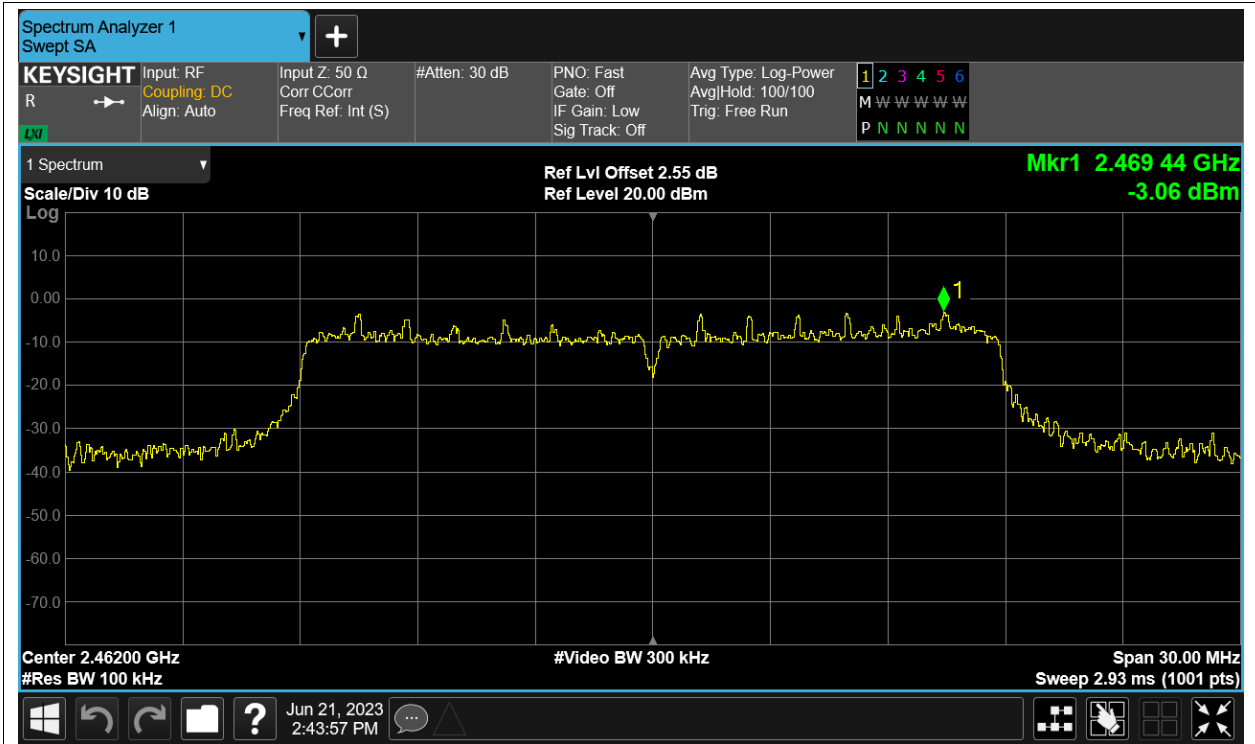 Spectrum Analyzer 1
Swept SA
KEYSIGHT
R
LXI
Input: RF
Coupling: DC
Align: Auto
Input Z: 50 Ω
Corr CCorr
Freq Ref: Int (S)
#Atten: 30 dB
PNO: Fast
Gate: Off
IF Gain: Low
Sig Track: Off
Avg Type: Log-Power
Avg|Hold: 100/100
Trig: Free Run
1 2 3 4 5 6
M W W W W W
P N N N N N
1 Spectrum
Scale/Div 10 dB
Log
Ref Lvl Offset 2.55 dB
Ref Level 20.00 dBm
Mkr1 2.469 44 GHz
-3.06 dBm
1
10.0
0.00
-10.0
-20.0
-30.0
-40.0
-50.0
-60.0
-70.0
Center 2.46200 GHz
#Video BW 300 kHz
Span 30.00 MHz
#Res BW 100 kHz
Sweep 2.93 ms (1001 pts)
?
Jun 21, 2023
2:43:57 PM